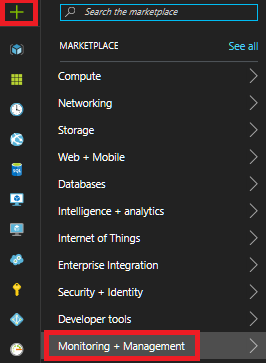 Search the marketplace
MARKETPLACE See all
Compute
Networking
Storage
Web + Mobile
Databases
Intelligence + analytics
Internet of Things
Enterprise Integration
Security + Identity
Developer tools
Monitoring + Management